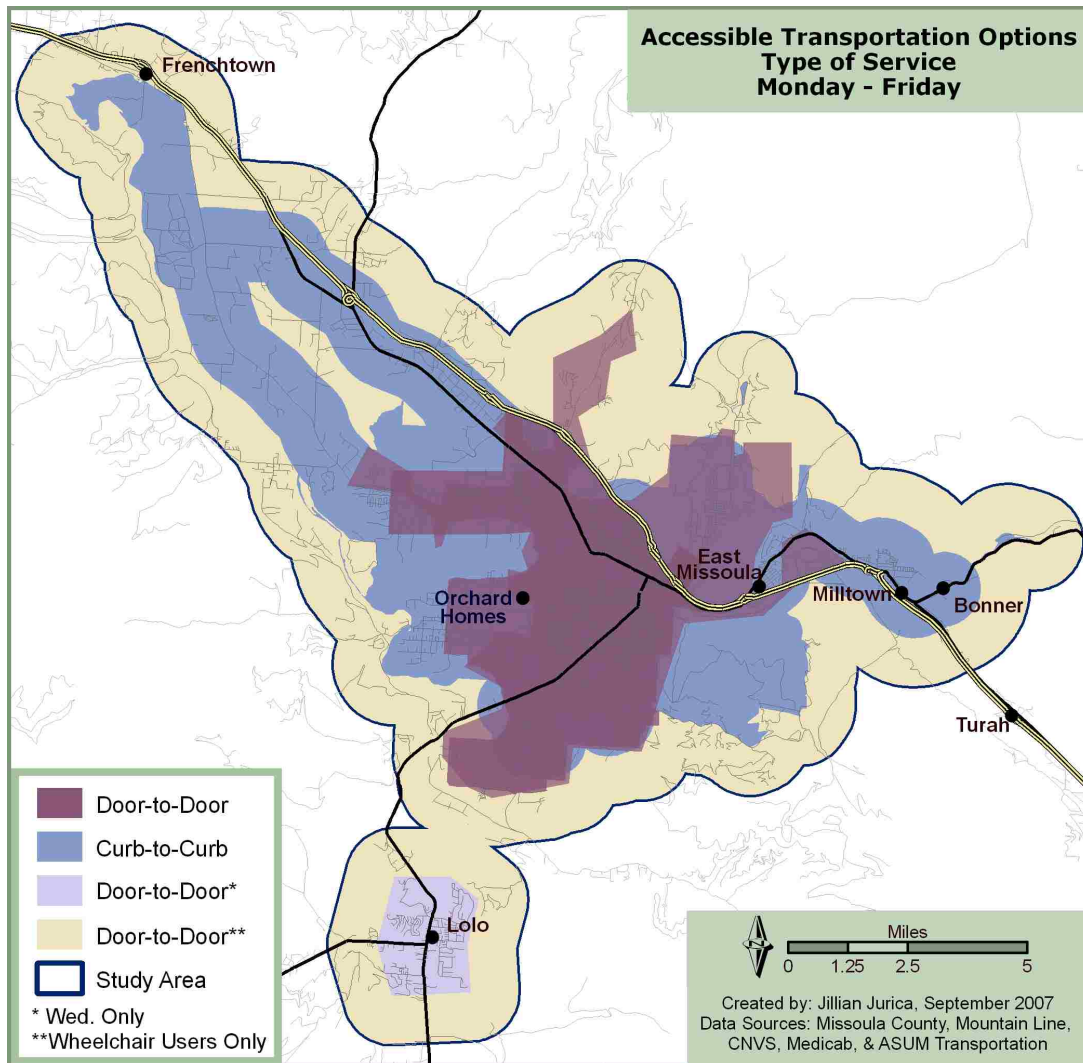 Accessible Transportation Options
Type of Service
Monday - Friday
Frenchtown
East
Missoula
Orchard
Homes
Milltown
Bonner
Turah
Lolo
Door-to-Door
Curb-to-Curb
Door-to-Door*
Door-to-Door**
Study Area
* Wed. Only
**Wheelchair Users Only
N
Miles
0 1.25 2.5 5
Created by: Jillian Jurica, September 2007
Data Sources: Missoula County, Mountain Line,
CNVS, Medicab, & ASUM Transportation